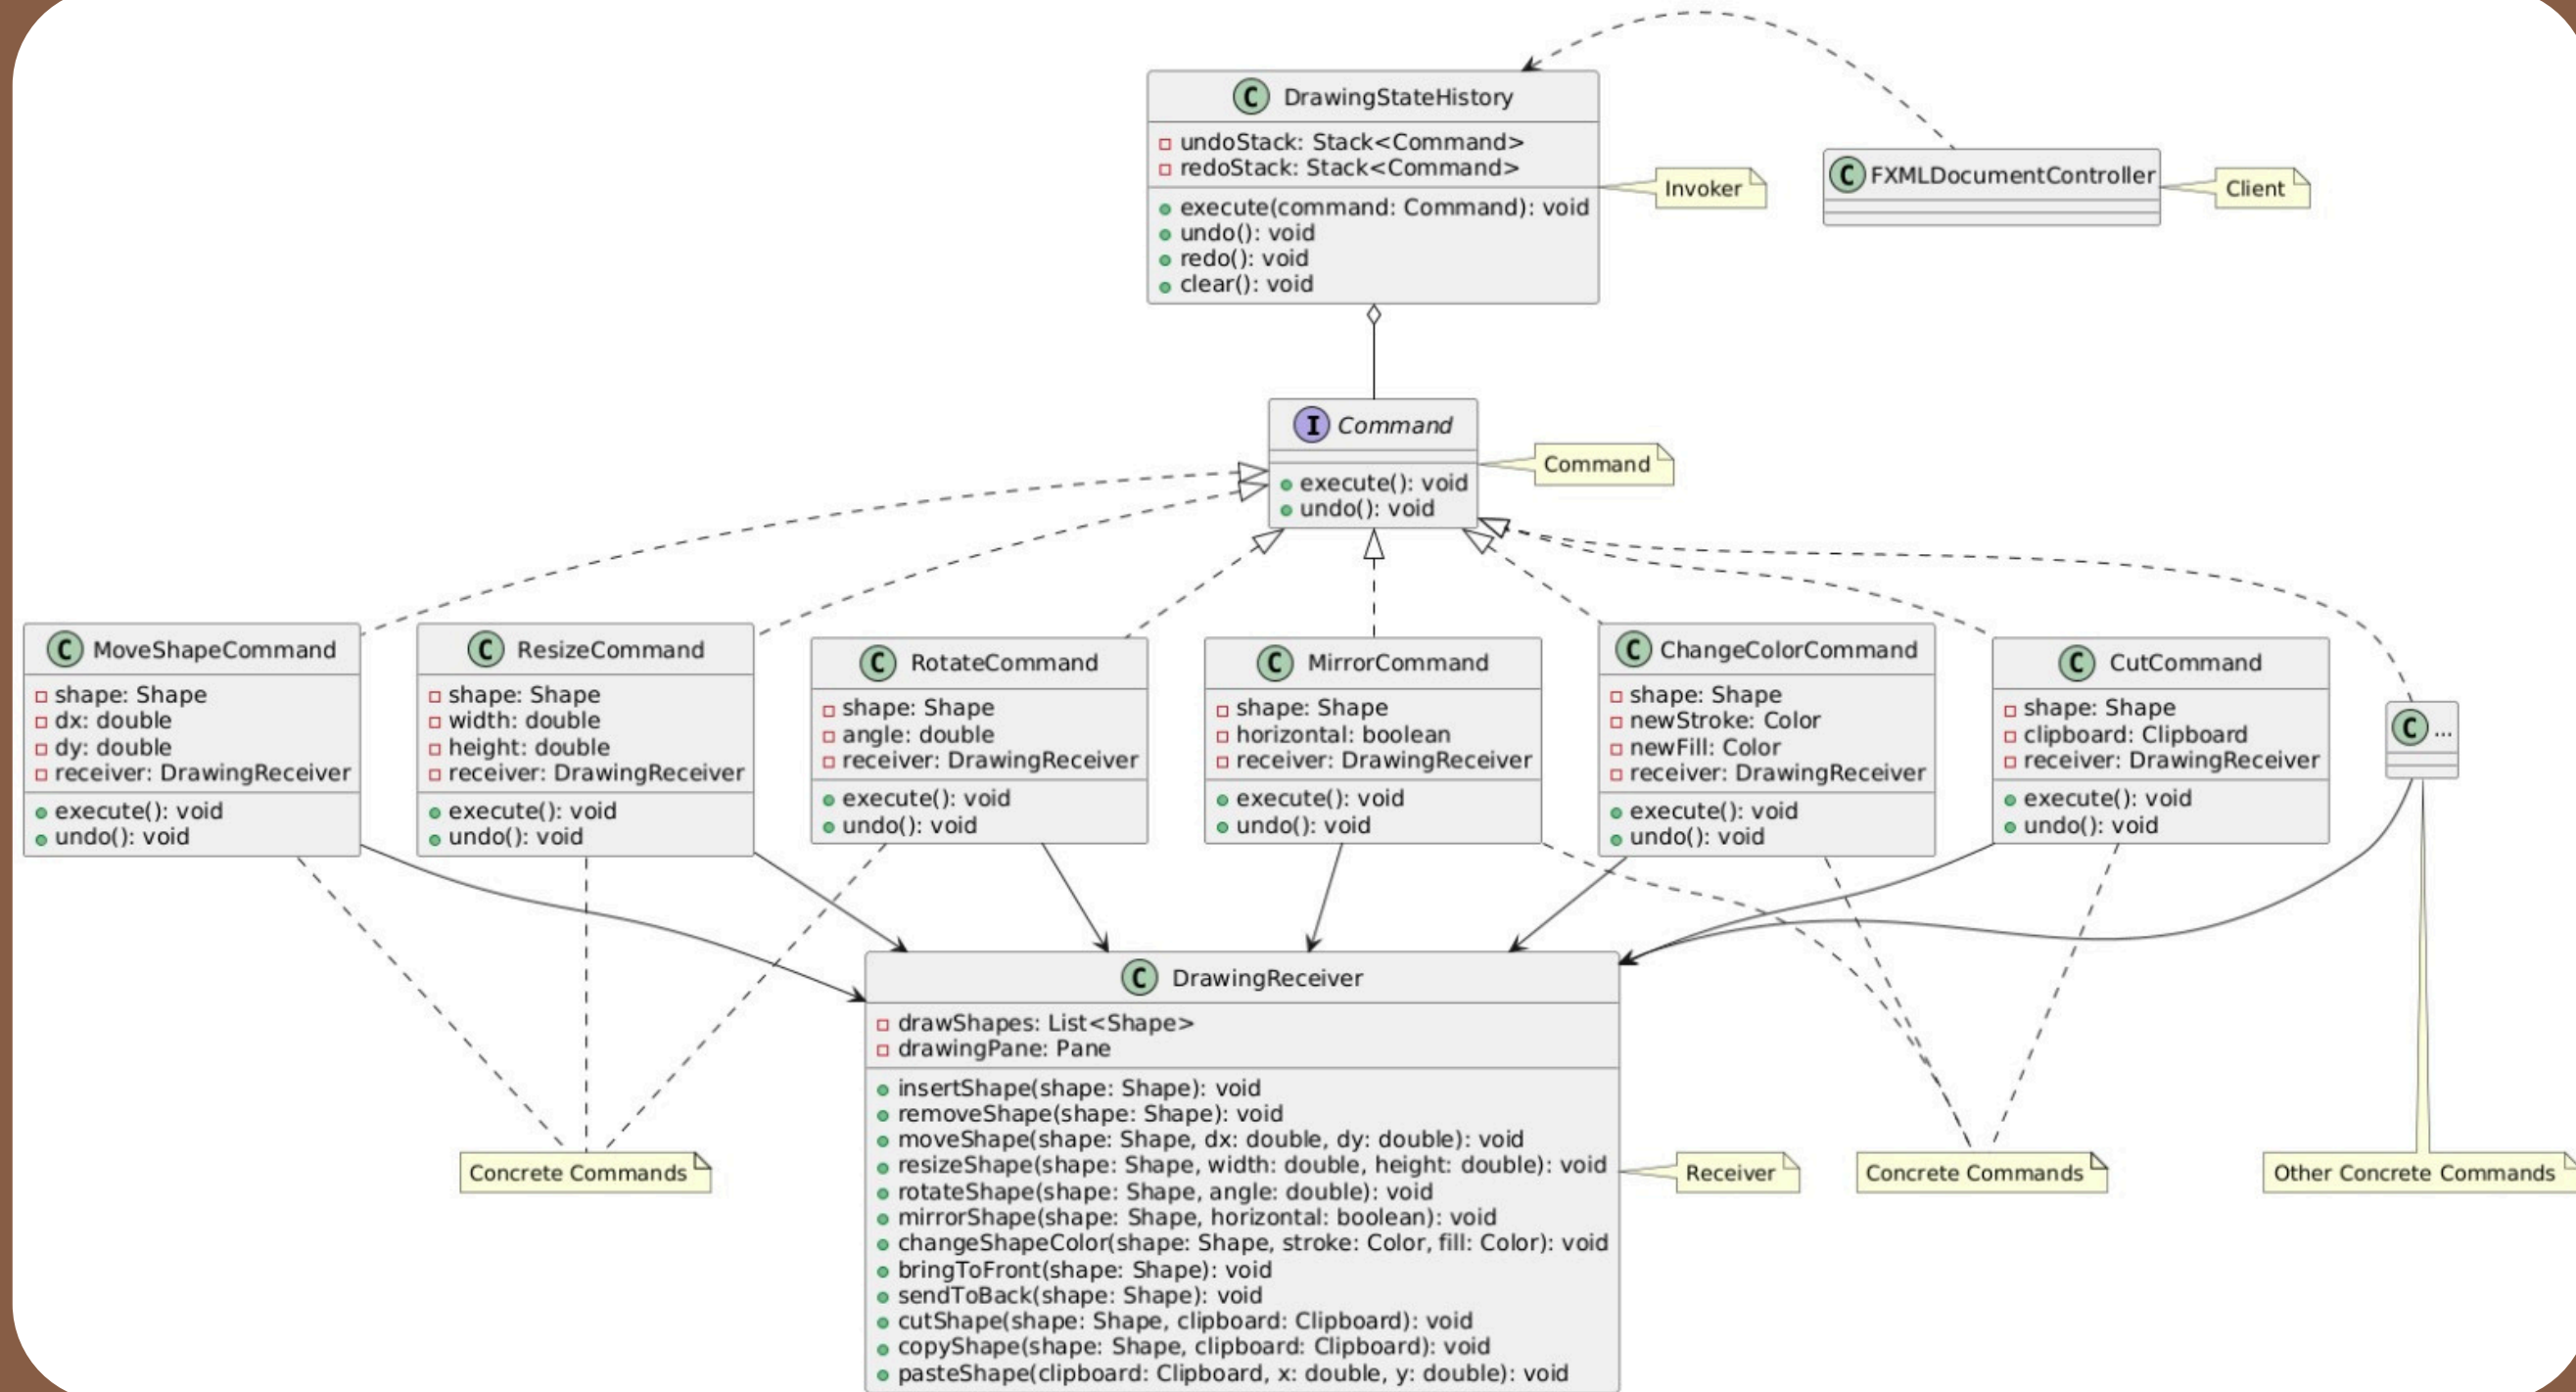 C DrawingStateHistory
undoStack: Stack<Command>
redoStack: Stack<Command>
execute(command: Command): void
undo(): void
redo(): void
clear(): void
Invoker
C FXMLDocumentController
Client
I Command
execute(): void
undo(): void
Command
C MoveShapeCommand
shape: Shape
dx: double
dy: double
receiver: DrawingReceiver
execute(): void
undo(): void
C ResizeCommand
shape: Shape
width: double
height: double
receiver: DrawingReceiver
execute(): void
undo(): void
C RotateCommand
shape: Shape
angle: double
receiver: DrawingReceiver
execute(): void
undo(): void
C MirrorCommand
shape: Shape
horizontal: boolean
receiver: DrawingReceiver
execute(): void
undo(): void
C ChangeColorCommand
shape: Shape
newStroke: Color
newFill: Color
receiver: DrawingReceiver
execute(): void
undo(): void
C CutCommand
shape: Shape
clipboard: Clipboard
receiver: DrawingReceiver
execute(): void
undo(): void
C ...
C DrawingReceiver
drawShapes: List<Shape>
drawingPane: Pane
insertShape(shape: Shape): void
removeShape(shape: Shape): void
moveShape(shape: Shape, dx: double, dy: double): void
resizeShape(shape: Shape, width: double, height: double): void
rotateShape(shape: Shape, angle: double): void
mirrorShape(shape: Shape, horizontal: boolean): void
changeShapeColor(shape: Shape, stroke: Color, fill: Color): void
bringToFront(shape: Shape): void
sendToBack(shape: Shape): void
cutShape(shape: Shape, clipboard: Clipboard): void
copyShape(shape: Shape, clipboard: Clipboard): void
pasteShape(clipboard: Clipboard, x: double, y: double): void
Concrete Commands
Receiver
Concrete Commands
Other Concrete Commands